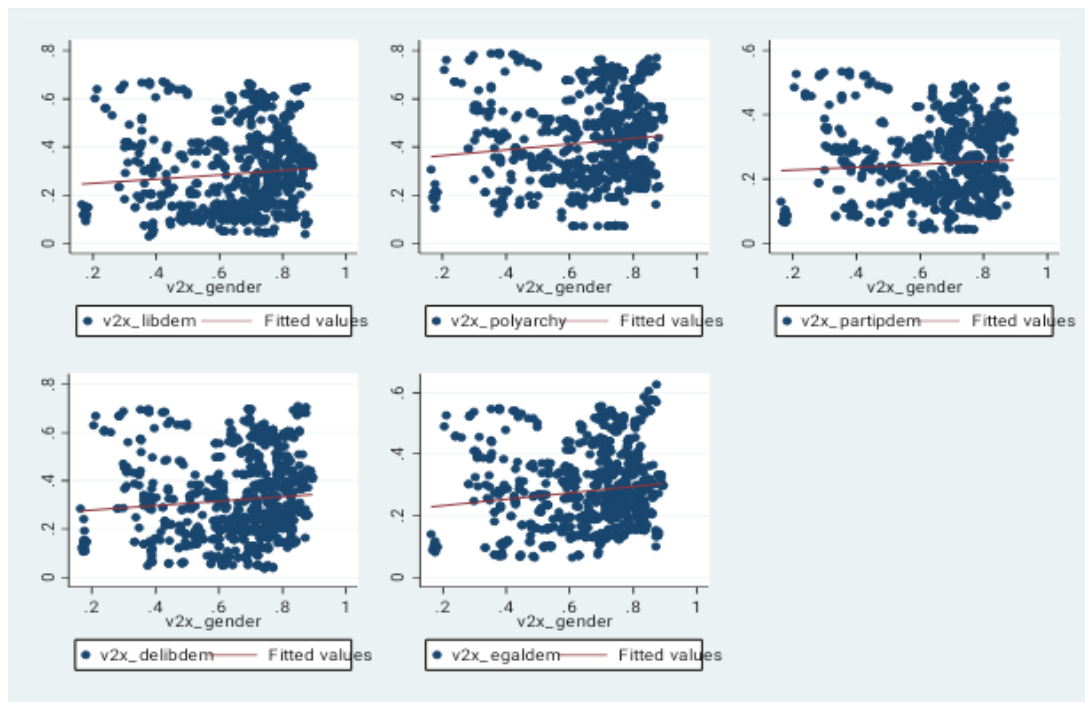 .8 .6 .4 .2 0
.2 .4 .6 .8 1
v2x_gender
v2x_libdem Fitted values
.8 .6 .4 .2 0
.2 .4 .6 .8 1
v2x_gender
v2x_polyarchy Fitted values
.6 .4 .2 0
.2 .4 .6 .8 1
v2x_gender
v2x_partipdem Fitted values
.8 .6 .4 .2 0
.2 .4 .6 .8 1
v2x_gender
v2x_delibdem Fitted values
.6 .4 .2 0
.2 .4 .6 .8 1
v2x_gender
v2x_egaldem Fitted values